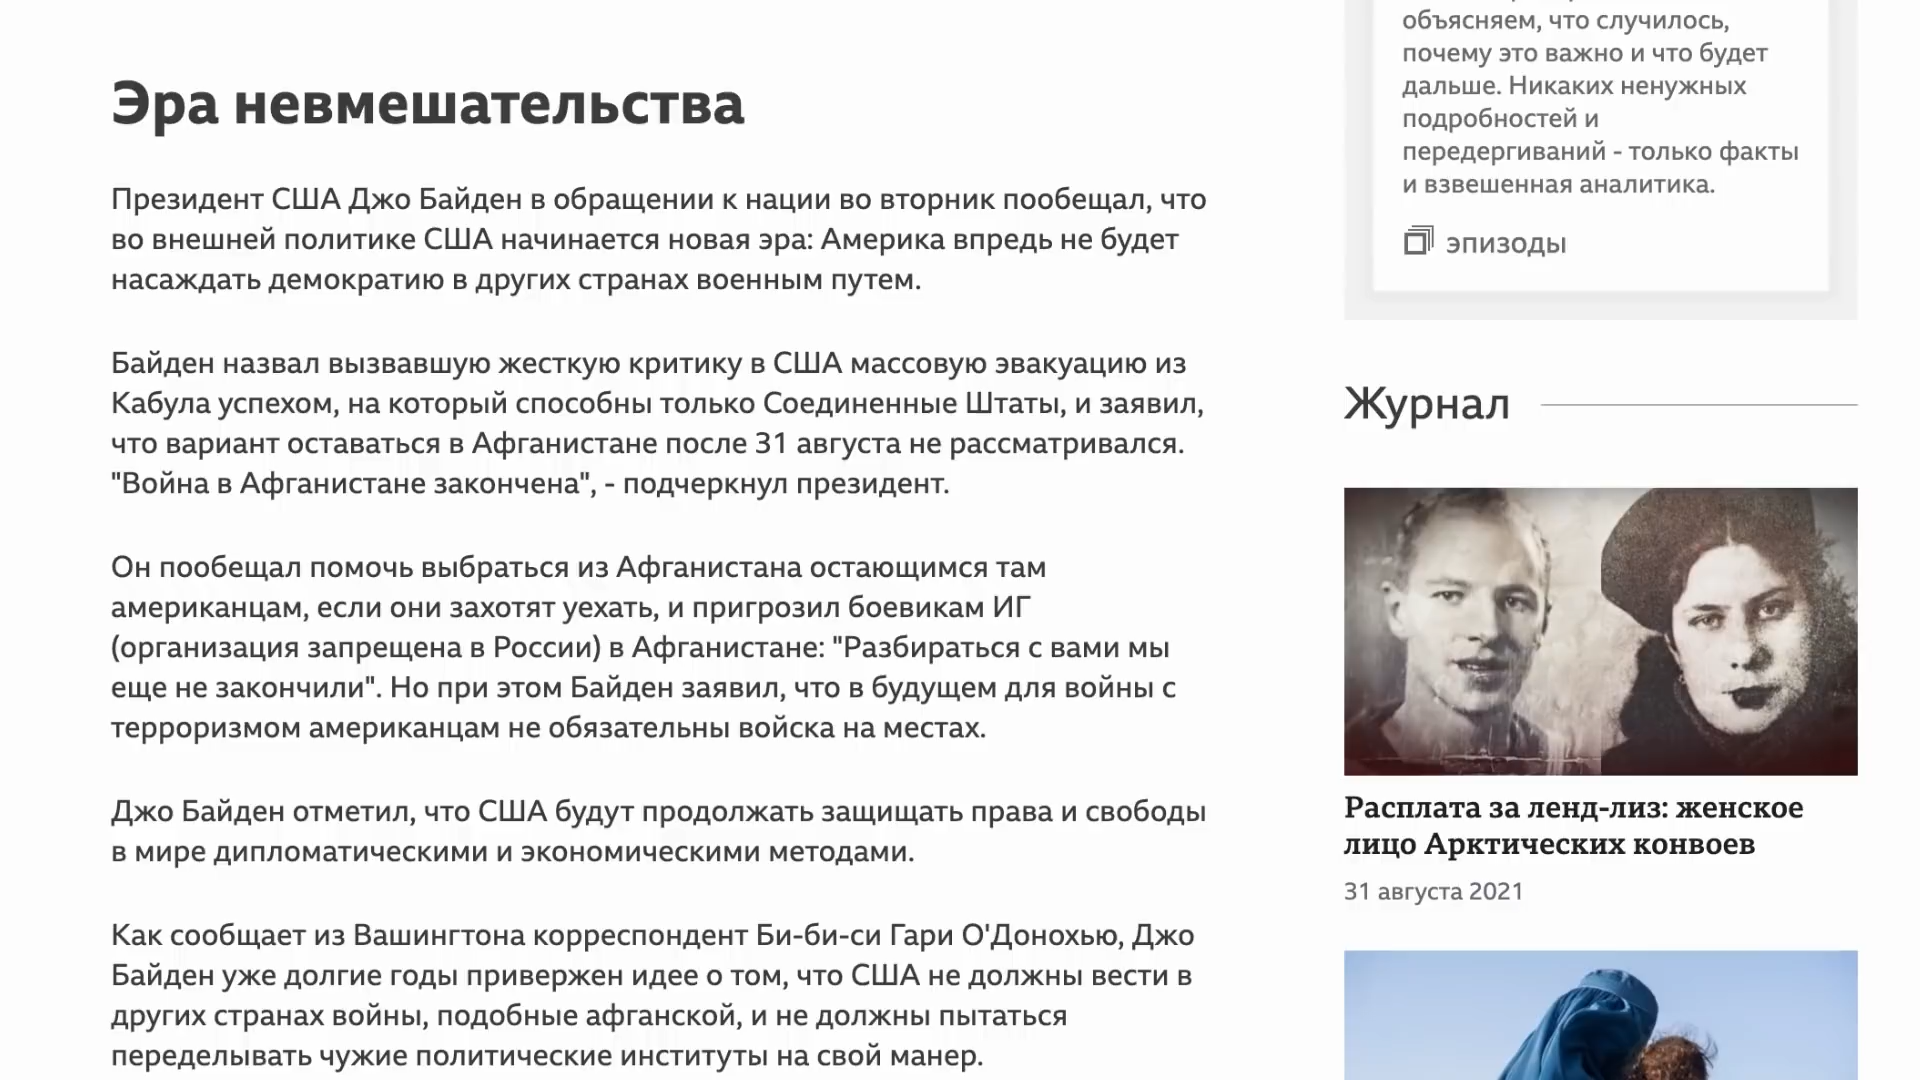 Эра невмешательства
Президент США Джо Байден в обращении к нации во вторник пообещал, что
во внешней политике США начинается новая эра: Америка впредь не будет
насаждать демократию в других странах военным путем.
Байден назвал вызвавшую жесткую критику в США массовую эвакуацию из
Кабула успехом, на который способны только Соединенные Штаты, и заявил,
что вариант оставаться в Афганистане после 31 августа не рассматривался.
"Война в Афганистане закончена", - подчеркнул президент.
Он пообещал помочь выбраться из Афганистана остающимся там
американцам, если они захотят уехать, и пригрозил боевикам ИГ
(организация запрещена в России) в Афганистане: "Разбираться с вами мы
еще не закончили". Но при этом Байден заявил, что в будущем для войны с
терроризмом американцам не обязательны войска на местах.
Джо Байден отметил, что США будут продолжать защищать права и свободы
в мире дипломатическими и экономическими методами.
Как сообщает из Вашингтона корреспондент Би-би-си Гари О'Донохью, Джо
Байден уже долгие годы привержен идее о том, что США не должны вести в
других странах войны, подобные афганской, и не должны пытаться
переделывать чужие политические институты на свой манер.
объясняем, что случилось,
почему это важно и что будет
дальше. Никаких ненужных
подробностей и
передергиваний - только факты
и взвешенная аналитика.
эпизоды
Журнал
Расплата за ленд-лиз: женское
лицо Арктических конвоев
31 августа 2021